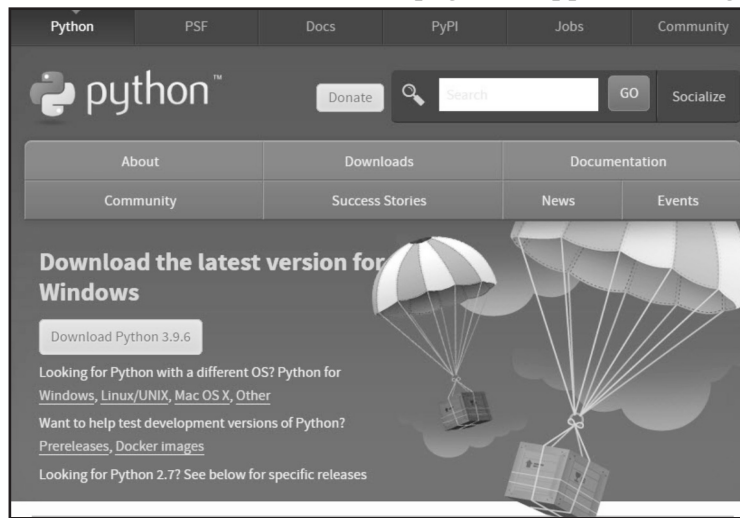 Python PSF Docs PyPI Jobs Community
python™
Donate Search GO Socialize
About Downloads Documentation
Community Success Stories News Events
Download the latest version for
Windows
Download Python 3.9.6
Looking for Python with a different OS? Python for
Windows, Linux/UNIX, Mac OS X, Other
Want to help test development versions of Python?
Prereleases, Docker images
Looking for Python 2.7? See below for specific releases